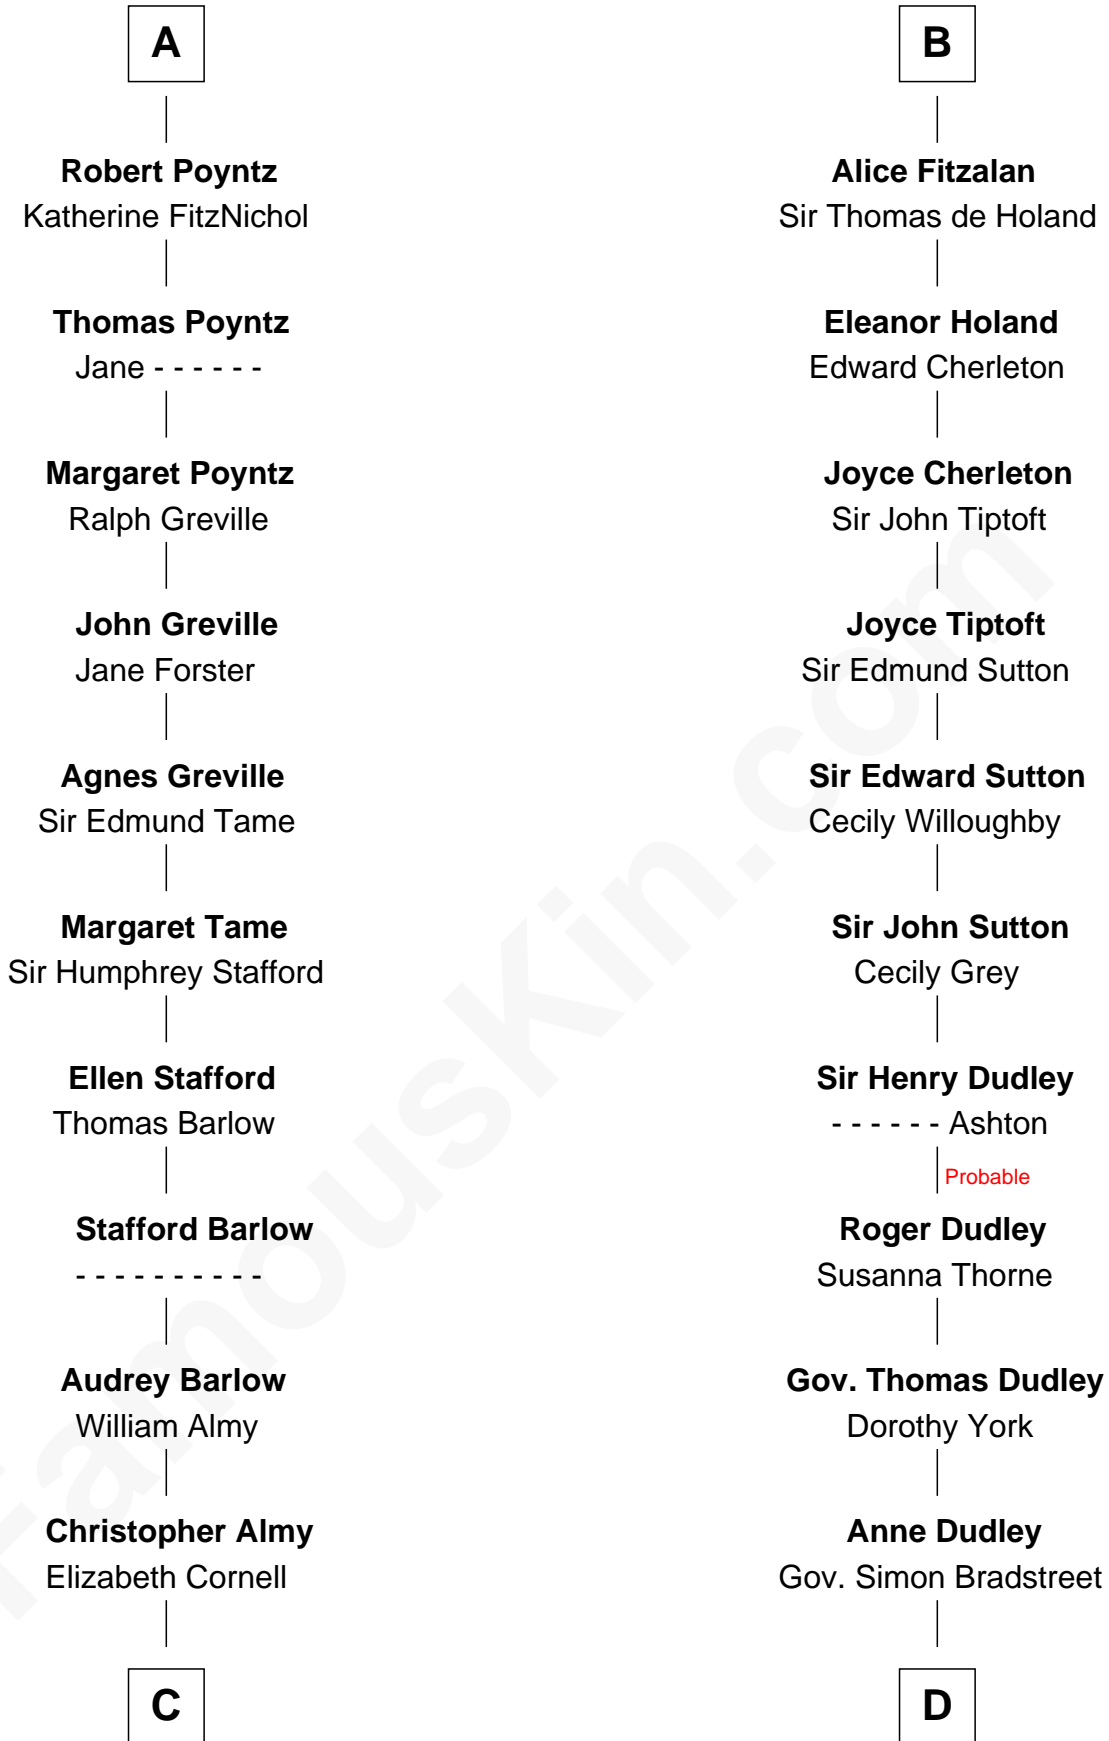 A
Robert Poyntz
Katherine FitzNichol
Thomas Poyntz
Jane - - - - - -
Margaret Poyntz
Ralph Greville
John Greville
Jane Forster
Agnes Greville
Sir Edmund Tame
Margaret Tame
Sir Humphrey Stafford
Ellen Stafford
Thomas Barlow
Stafford Barlow
- - - - - - - - - -
Audrey Barlow
William Almy
Christopher Almy
Elizabeth Cornell
C
B
Alice Fitzalan
Sir Thomas de Holand
Eleanor Holand
Edward Cherleton
Joyce Cherleton
Sir John Tiptoft
Joyce Tiptoft
Sir Edmund Sutton
Sir Edward Sutton
Cecily Willoughby
Sir John Sutton
Cecily Grey
Sir Henry Dudley
- - - - - - Ashton
Probable
Roger Dudley
Susanna Thorne
Gov. Thomas Dudley
Dorothy York
Anne Dudley
Gov. Simon Bradstreet
D
FamousKin.com